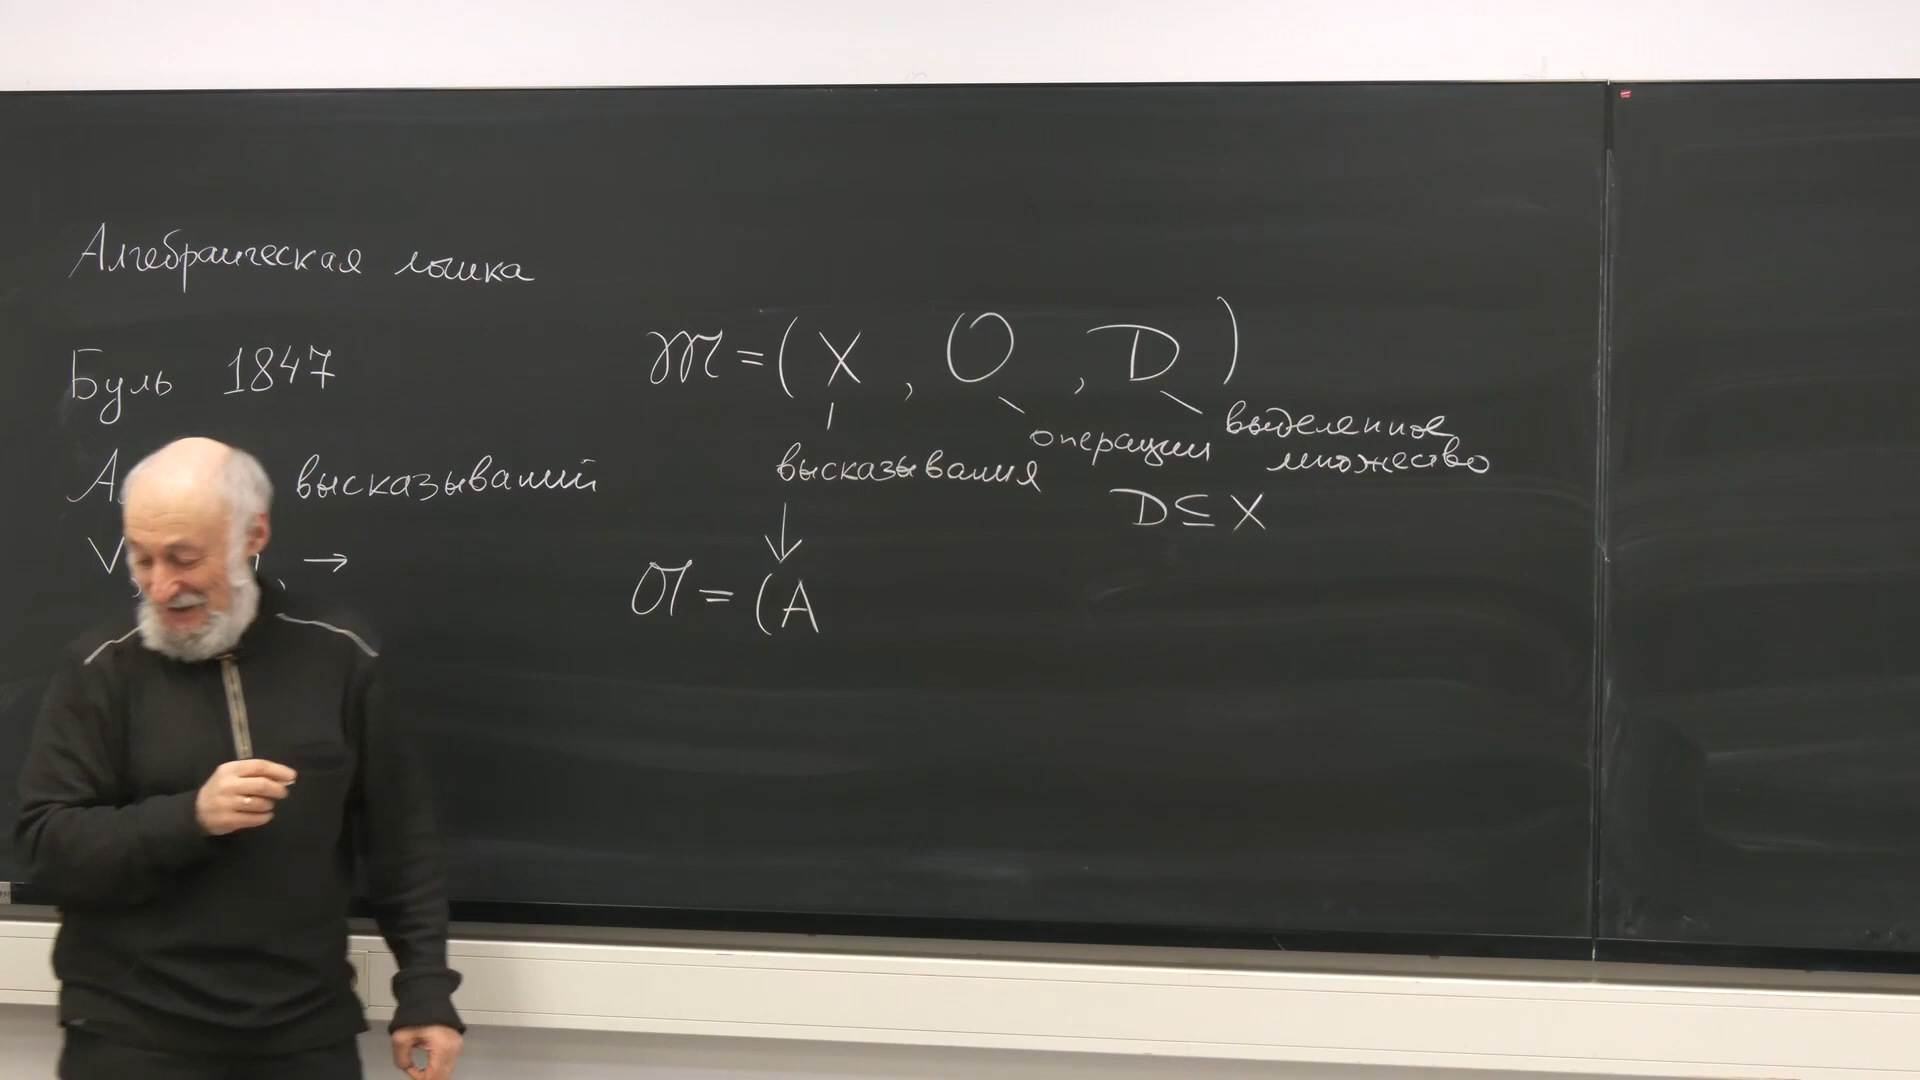 Алгебраическая логика
Буль 1847
высказываний
∨ , →
𝔐 = ( X , O , D )
высказывания
операции
выделенное
множество
D ⊆ X
↓
𝔄 = (A